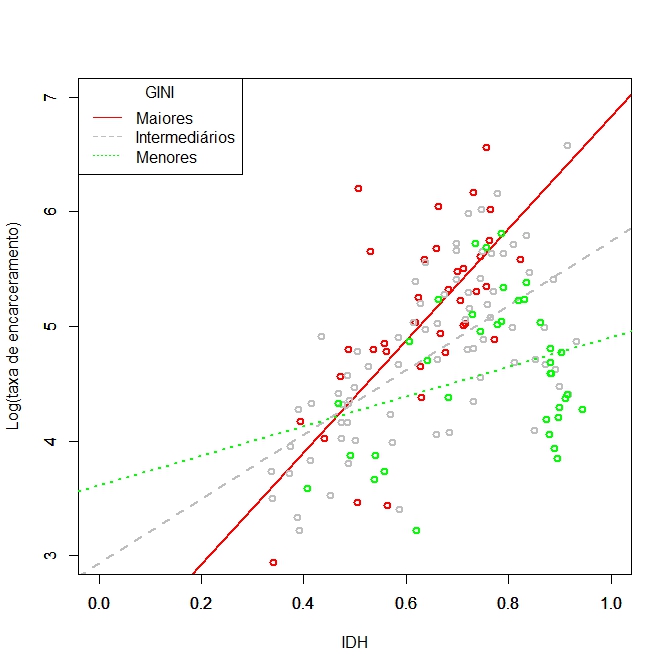 GINI
Maiores
Intermediários
Menores
Log(taxa de encarceramento)
7
6
5
4
3
0.0 0.2 0.4 0.6 0.8 1.0
IDH